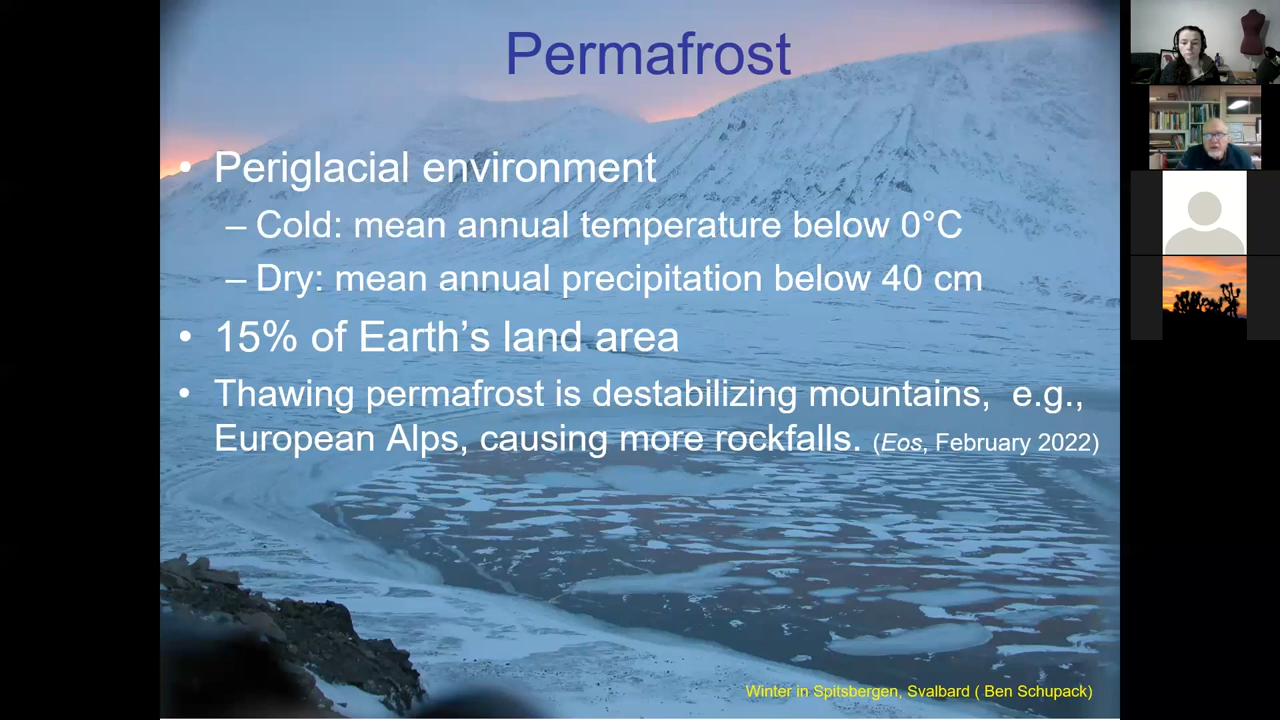 Permafrost
• Periglacial environment
– Cold: mean annual temperature below 0°C
– Dry: mean annual precipitation below 40 cm
• 15% of Earth’s land area
• Thawing permafrost is destabilizing mountains,  e.g.,
European Alps, causing more rockfalls. (Eos, February 2022)
Winter in Spitsbergen, Svalbard ( Ben Schupack)